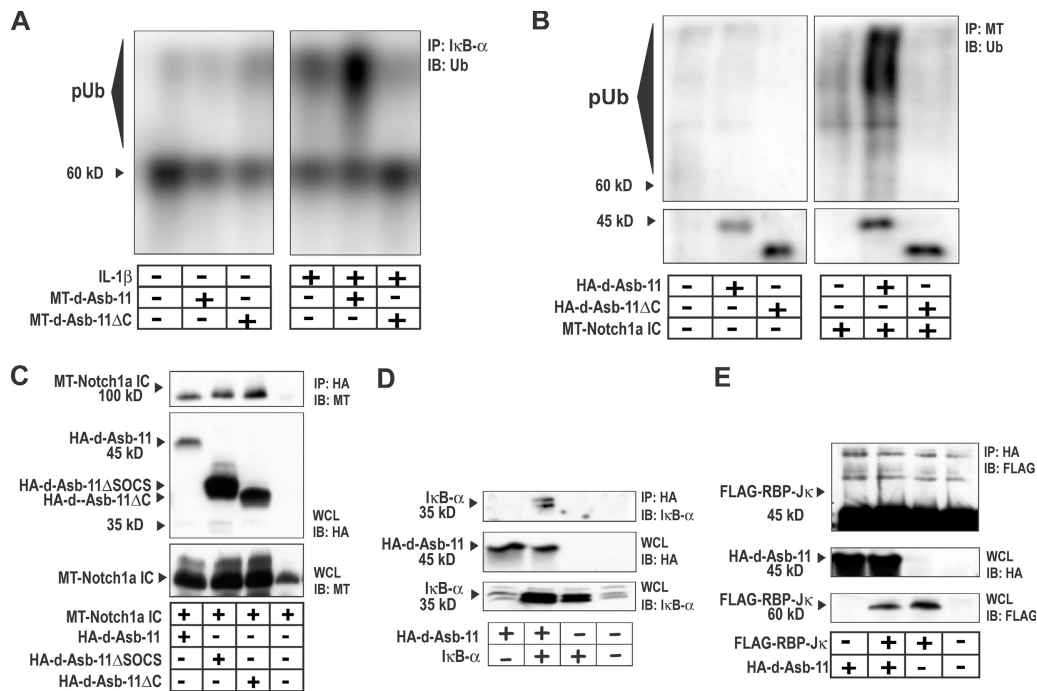 A
pUb
60 kD
IP: IκB-α
IB: Ub
IL-1β - - - + + +
MT-d-Asb-11 - + - - + -
MT-d-Asb-11ΔC - - + - - +
B
pUb
60 kD
45 kD
IP: MT
IB: Ub
HA-d-Asb-11 - + - - + -
HA-d-Asb-11ΔC - - + - - +
MT-Notch1a IC - - - + + +
C
MT-Notch1a IC
100 kD
IP: HA
IB: MT
HA-d-Asb-11
45 kD
HA-d-Asb-11ΔSOCS
HA-d--Asb-11ΔC
35 kD
WCL
IB: HA
MT-Notch1a IC
WCL
IB: MT
MT-Notch1a IC + + + +
HA-d-Asb-11 + - - -
HA-d-Asb-11ΔSOCS - + - -
HA-d-Asb-11ΔC - - + -
D
IκB-α
35 kD
IP: HA
IB: IκB-α
HA-d-Asb-11
45 kD
WCL
IB: HA
IκB-α
35 kD
WCL
IB: IκB-α
HA-d-Asb-11 + + - -
IκB-α - + + -
E
IP: HA
IB: FLAG
FLAG-RBP-Jκ
45 kD
HA-d-Asb-11
45 kD
WCL
IB: HA
FLAG-RBP-Jκ
60 kD
WCL
IB: FLAG
FLAG-RBP-Jκ - + + -
HA-d-Asb-11 + + - -